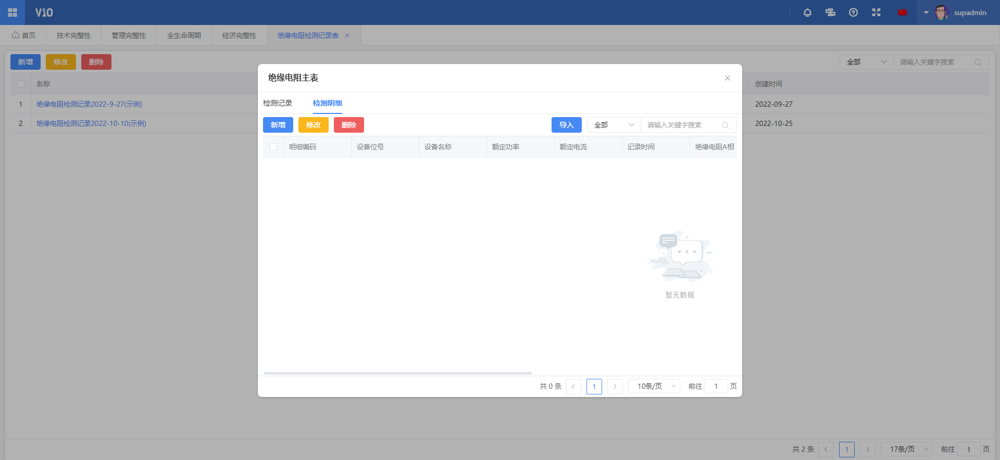 V10
supadmin
首页
技术完整性
管理完整性
全生命周期
经济完整性
绝缘电阻检测记录表
新增
修改
删除
全部
请输入关键字搜索
名称
创建时间
1
绝缘电阻检测记录2022-9-27(示例)
2022-09-27
2
绝缘电阻检测记录2022-10-10(示例)
2022-10-25
绝缘电阻主表
检测记录
检测明细
新增
修改
删除
导入
全部
请输入关键字搜索
明细编码
设备位号
设备名称
额定功率
额定电流
记录时间
绝缘电阻A相
暂无数据
共 0 条
1
10条/页
前往
1
页
共 2 条
1
17条/页
前往
1
页